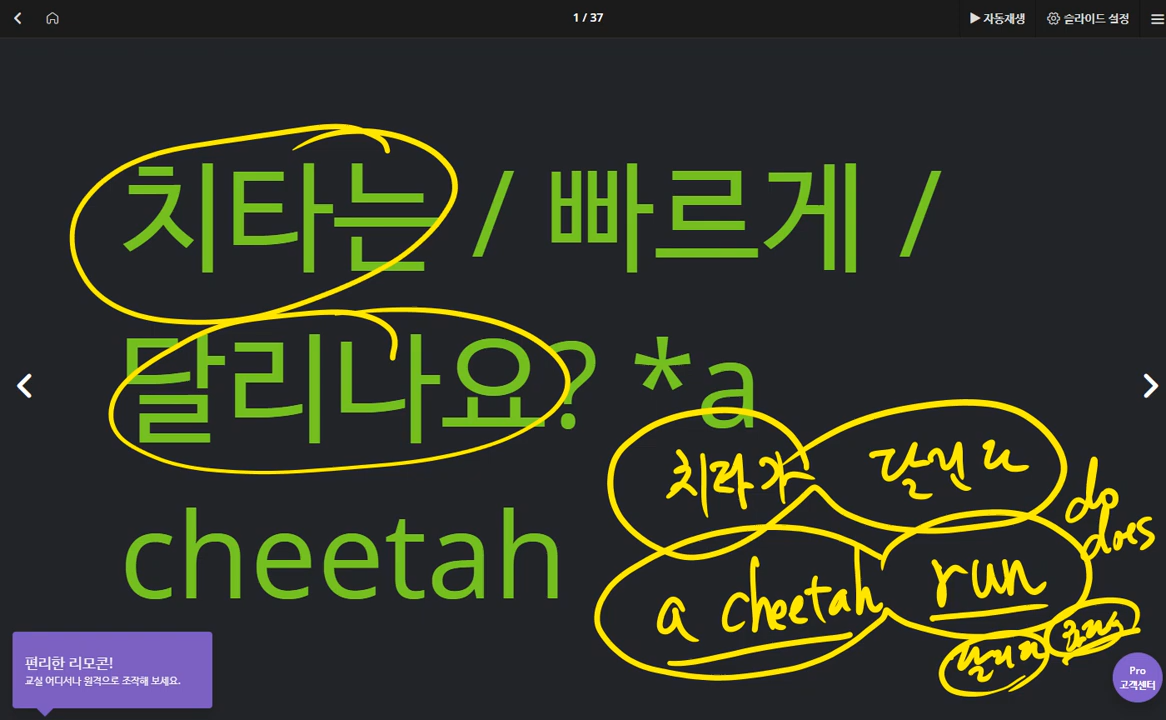 1 / 37
자동재생
슬라이드 설정
치타는 / 빠르게 /
달리나요? *a
cheetah
치타가
달린다
do
does
a cheetah
run
편리한 리모콘!
교실 어디서나 원격으로 조작해 보세요.
Pro
고객센터